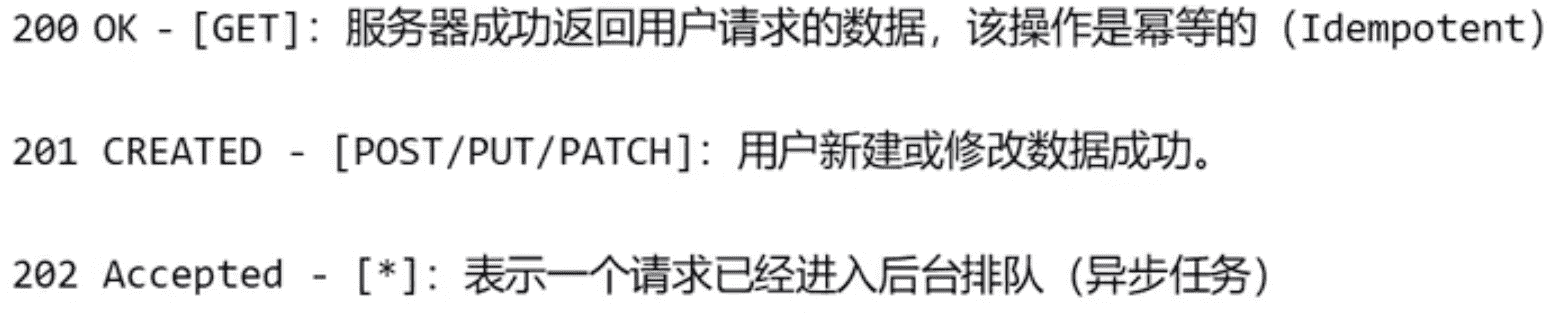 200 OK - [GET]：服务器成功返回用户请求的数据，该操作是幂等的（Idempotent）
201 CREATED - [POST/PUT/PATCH]：用户新建或修改数据成功。
202 Accepted - [*]：表示一个请求已经进入后台排队（异步任务）